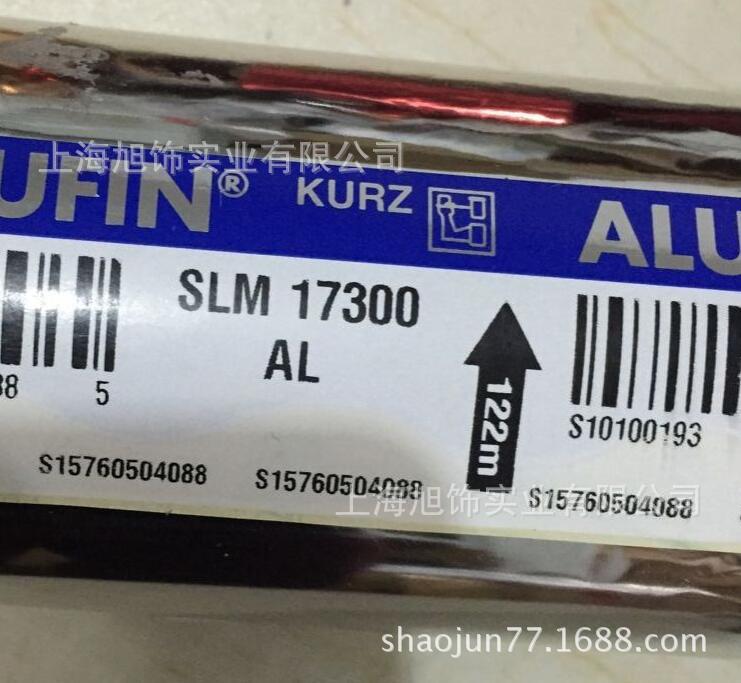 上海旭饰实业有限公司
UFIN® KURZ ALU
SLM 17300
AL
122m
88 5
S10100193
S15760504088 S15760504088 S15760504088
上海旭饰实业有限公司
shaojun77.1688.com